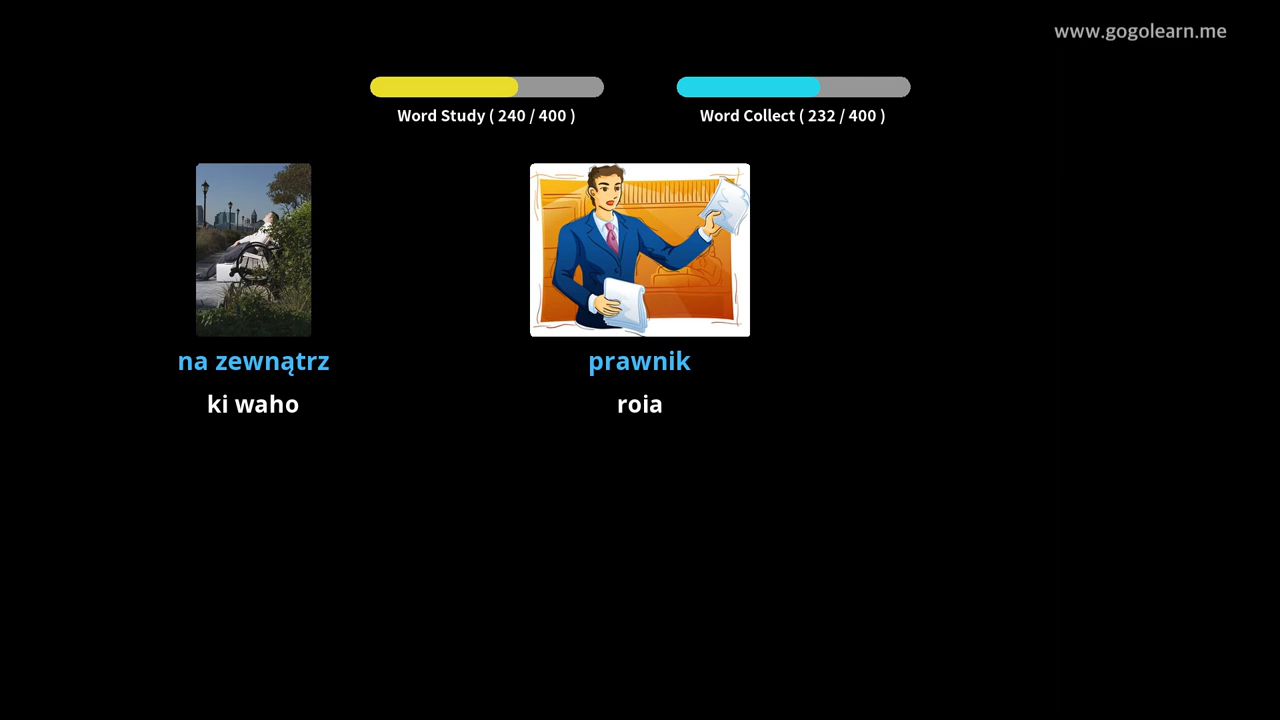 www.gogolearn.me
Word Study ( 240 / 400 )
Word Collect ( 232 / 400 )
na zewnątrz
prawnik
ki waho
roia